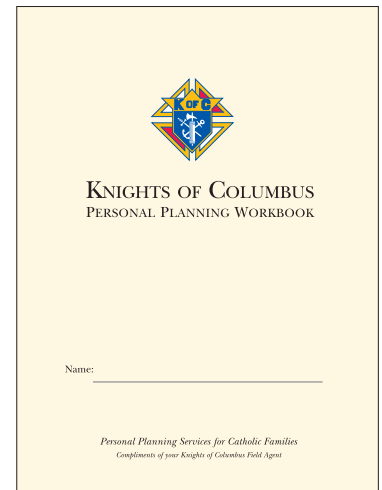 K OF C
KNIGHTS OF COLUMBUS
PERSONAL PLANNING WORKBOOK
Name:
Personal Planning Services for Catholic Families
Compliments of your Knights of Columbus Field Agent